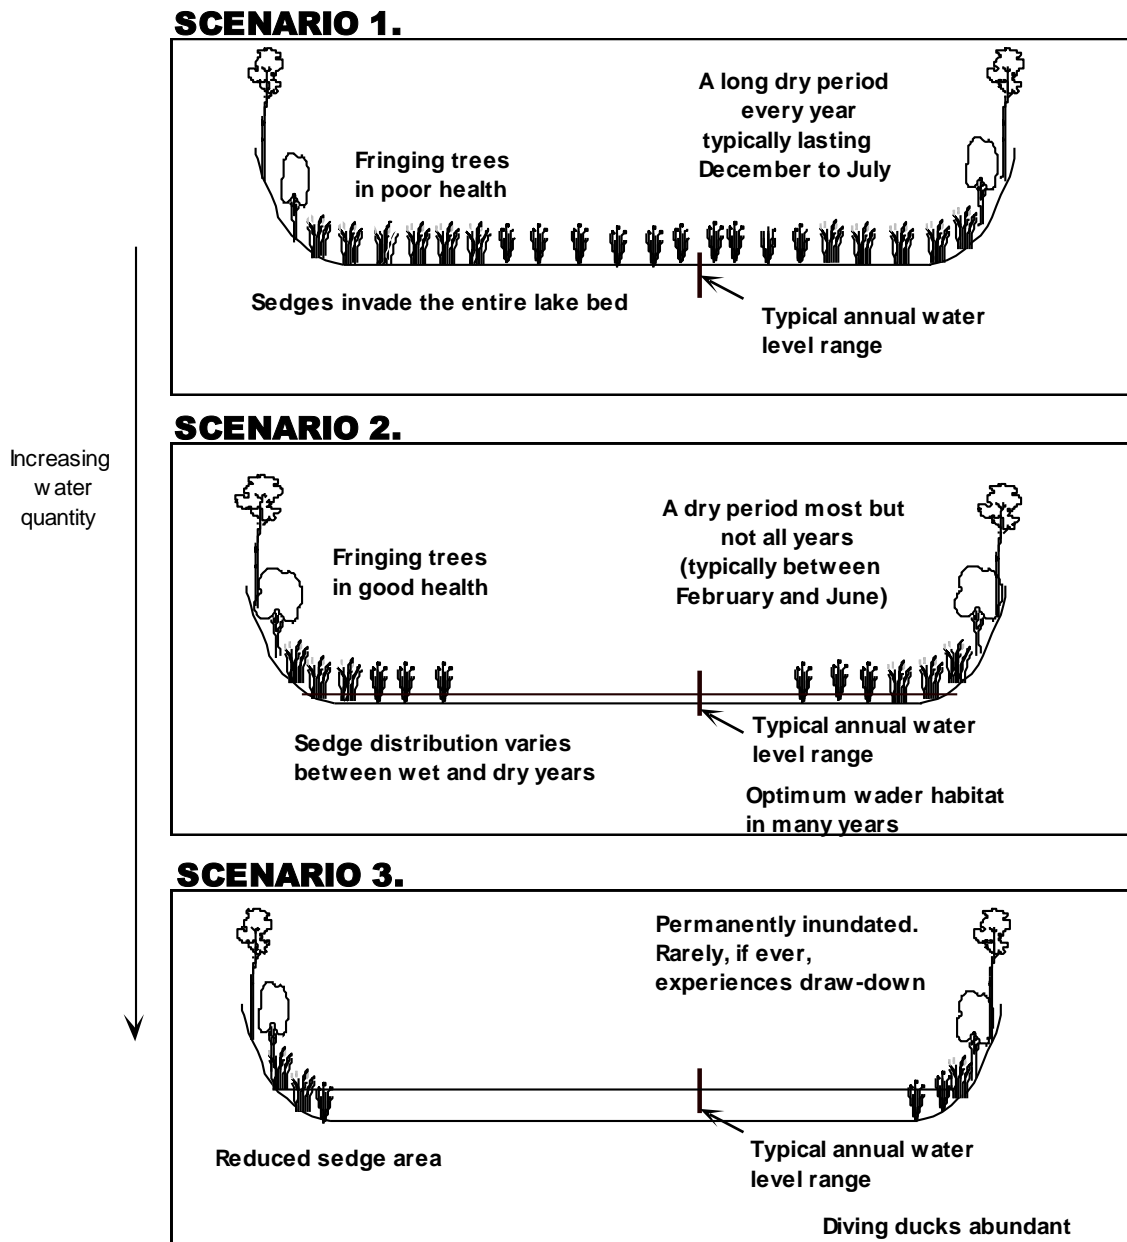 SCENARIO 1.
A long dry period
every year
typically lasting
December to July
Fringing trees
in poor health
Sedges invade the entire lake bed
Typical annual water
level range
Increasing
water
quantity
SCENARIO 2.
A dry period most but
not all years
(typically between
February and June)
Fringing trees
in good health
Sedge distribution varies
between wet and dry years
Typical annual water
level range
Optimum wader habitat
in many years
SCENARIO 3.
Permanently inundated.
Rarely, if ever,
experiences draw-down
Reduced sedge area
Typical annual water
level range
Diving ducks abundant